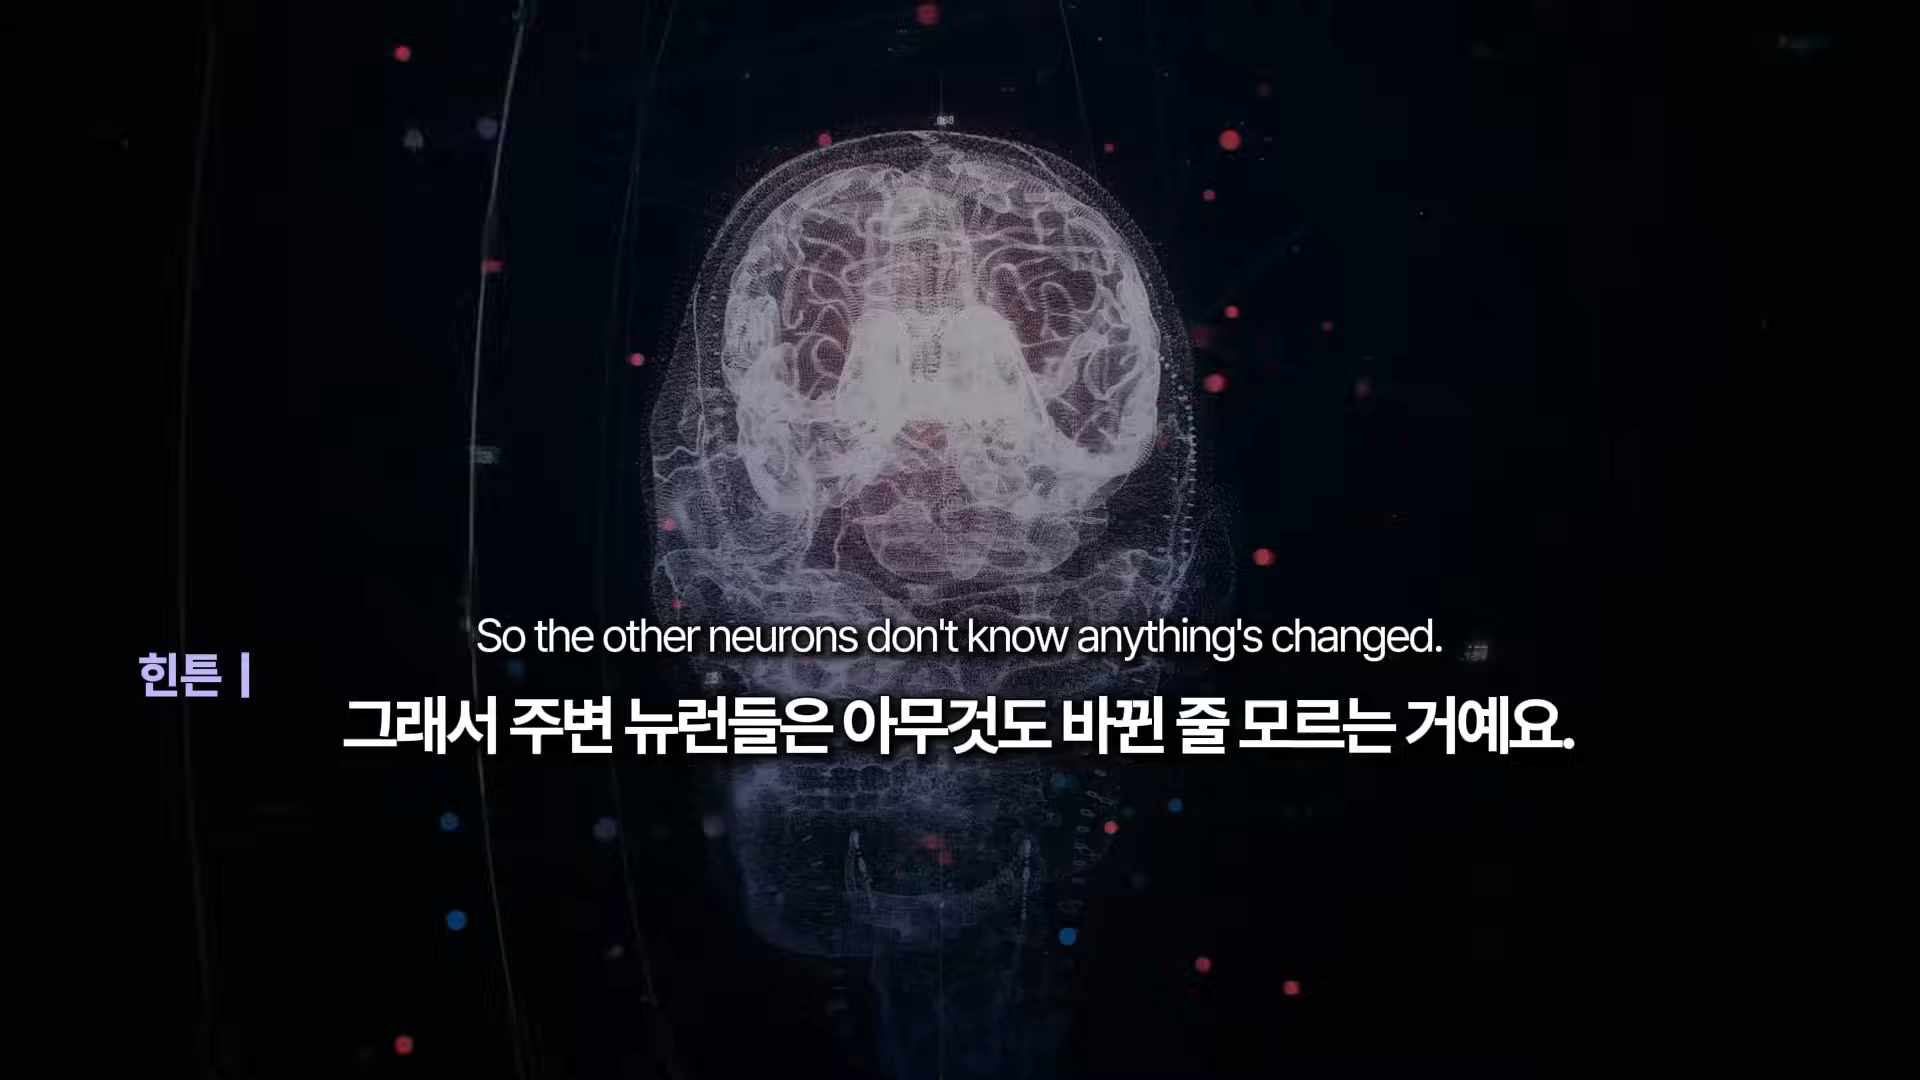 So the other neurons don't know anything's changed.
힌튼 |
그래서 주변 뉴런들은 아무것도 바뀐 줄 모르는 거예요.